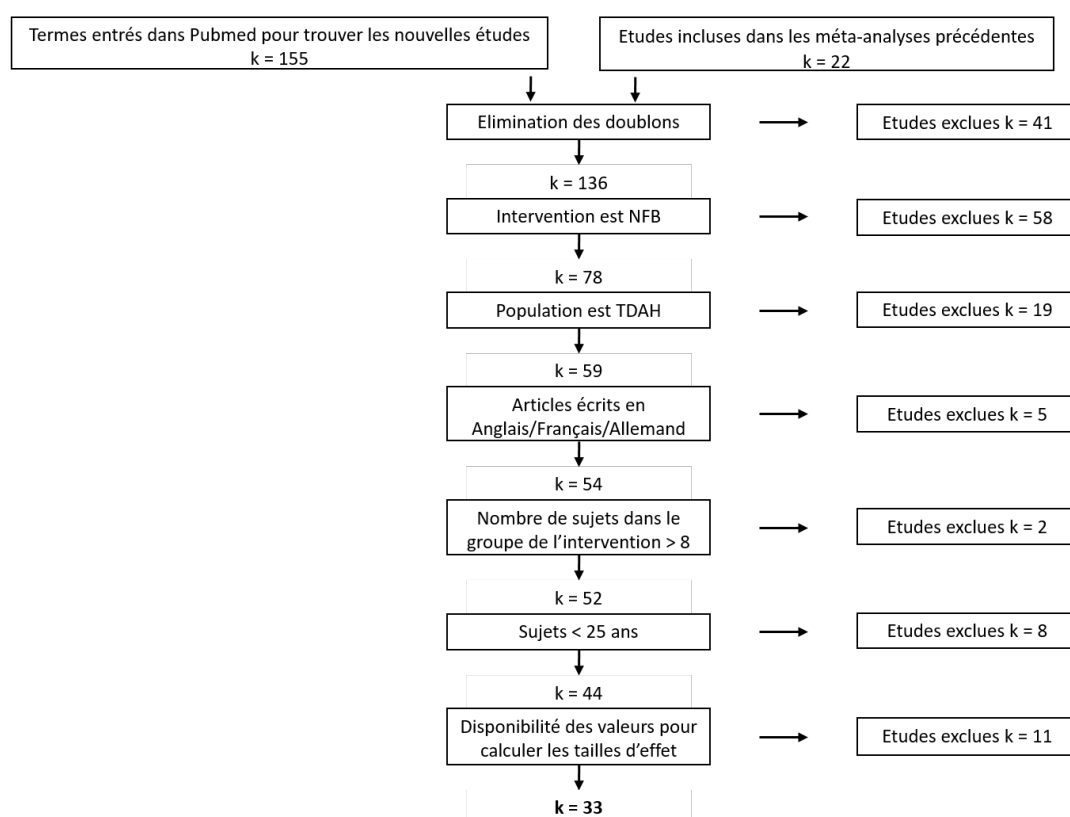 Termes entrés dans Pubmed pour trouver les nouvelles études
k = 155
Etudes incluses dans les méta-analyses précédentes
k = 22
Elimination des doublons
Etudes exclues k = 41
k = 136
Intervention est NFB
Etudes exclues k = 58
k = 78
Population est TDAH
Etudes exclues k = 19
k = 59
Articles écrits en
Anglais/Français/Allemand
Etudes exclues k = 5
k = 54
Nombre de sujets dans le
groupe de l'intervention > 8
Etudes exclues k = 2
k = 52
Sujets < 25 ans
Etudes exclues k = 8
k = 44
Disponibilité des valeurs pour
calculer les tailles d'effet
Etudes exclues k = 11
k = 33